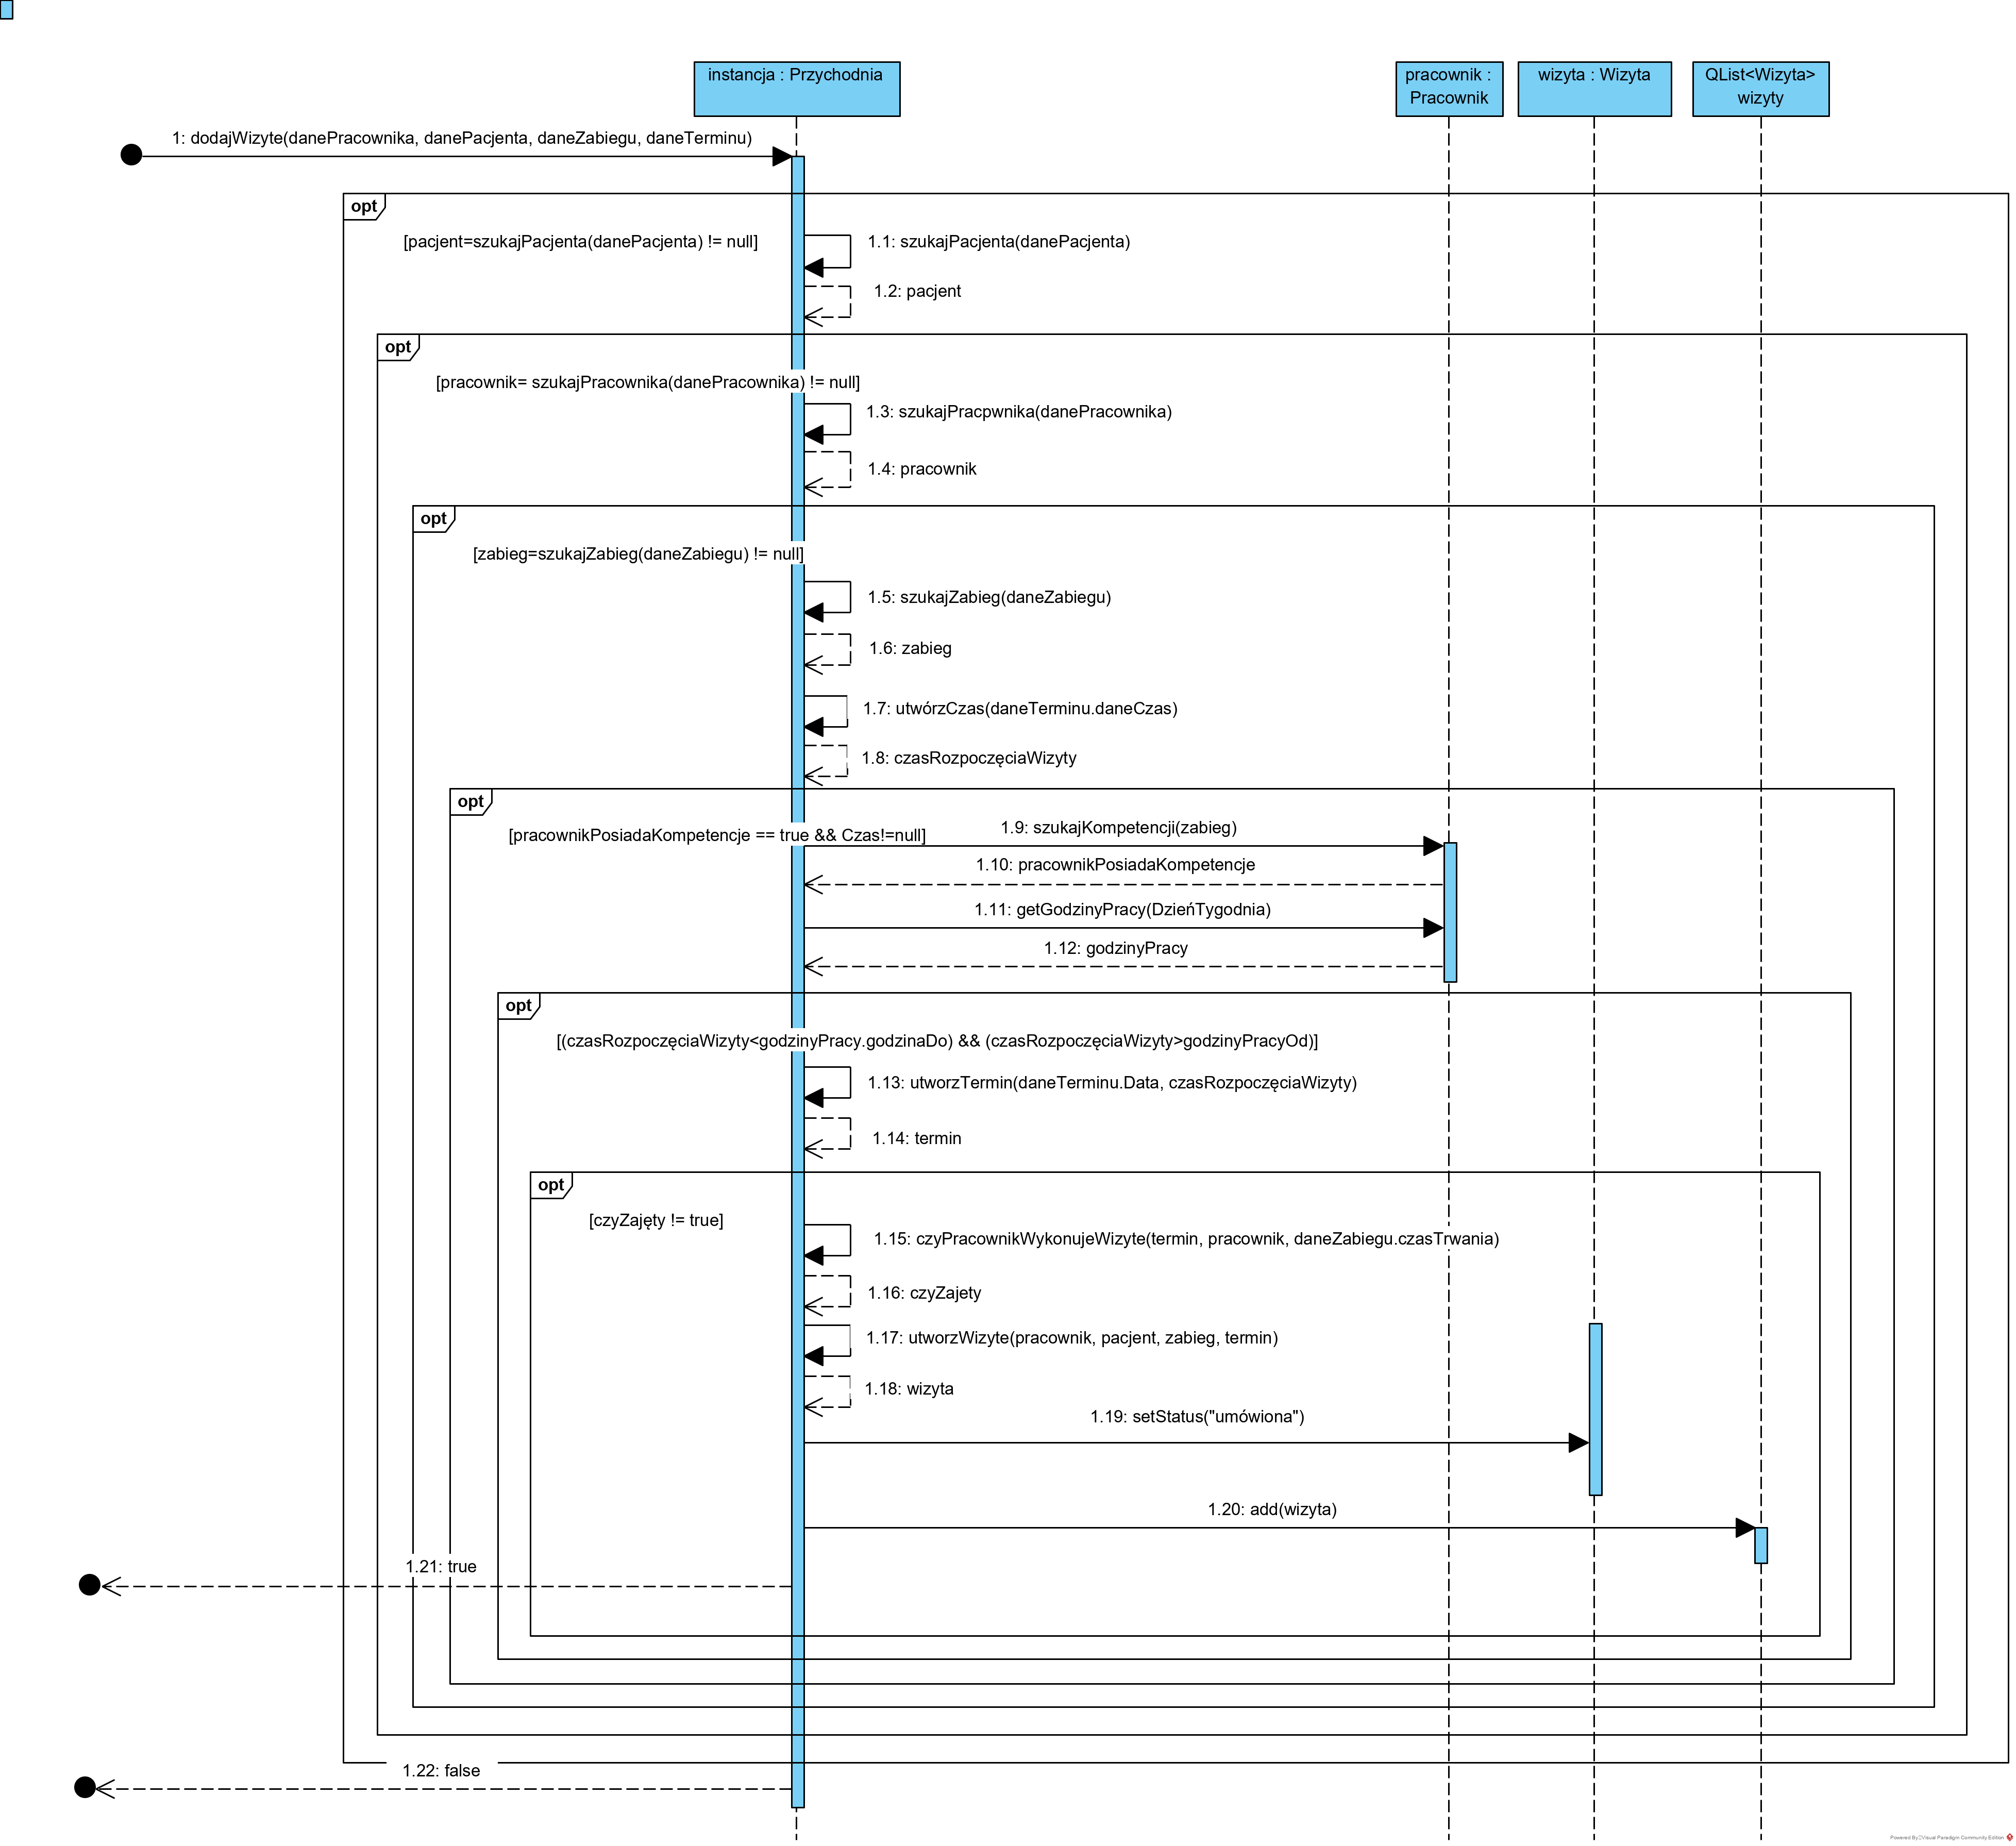 instancja : Przychodnia
pracownik :
Pracownik
wizyta : Wizyta
QList<Wizyta>
wizyty
1: dodajWizyte(danePracownika, danePacjenta, daneZabiegu, daneTerminu)
opt
[pacjent=szukajPacjenta(danePacjenta) != null]
1.1: szukajPacjenta(danePacjenta)
1.2: pacjent
opt
[pracownik= szukajPracownika(danePracownika) != null]
1.3: szukajPracpwnika(danePracownika)
1.4: pracownik
opt
[zabieg=szukajZabieg(daneZabiegu) != null]
1.5: szukajZabieg(daneZabiegu)
1.6: zabieg
1.7: utwórzCzas(daneTerminu.daneCzas)
1.8: czasRozpoczęciaWizyty
opt
[pracownikPosiadaKompetencje == true && Czas!=null]
1.9: szukajKompetencji(zabieg)
1.10: pracownikPosiadaKompetencje
1.11: getGodzinyPracy(DzieńTygodnia)
1.12: godzinyPracy
opt
[(czasRozpoczęciaWizyty<godzinyPracy.godzinaDo) && (czasRozpoczęciaWizyty>godzinyPracyOd)]
1.13: utworzTermin(daneTerminu.Data, czasRozpoczęciaWizyty)
1.14: termin
opt
[czyZajęty != true]
1.15: czyPracownikWykonujeWizyte(termin, pracownik, daneZabiegu.czasTrwania)
1.16: czyZajety
1.17: utworzWizyte(pracownik, pacjent, zabieg, termin)
1.18: wizyta
1.19: setStatus("umówiona")
1.20: add(wizyta)
1.21: true
1.22: false
Powered By Visual Paradigm Community Edition